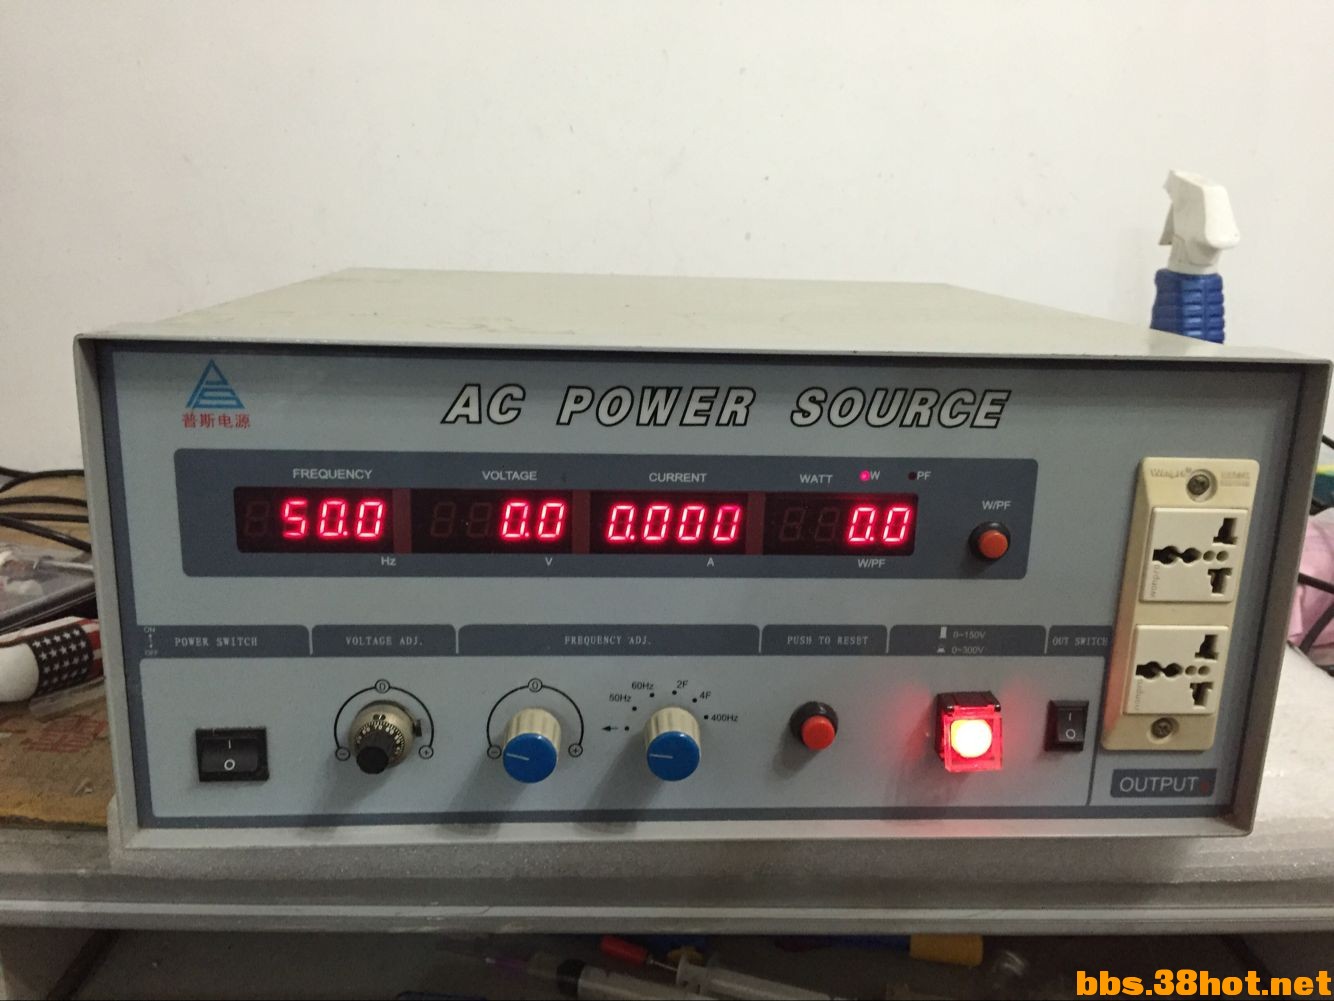 普斯电源
AC POWER SOURCE
FREQUENCY VOLTAGE CURRENT WATT W PF
W/PF
50.0 0.0 0.000 0.0
Hz V A W/PF
ON
OFF
POWER SWITCH VOLTAGE ADJ. FREQUENCY ADJ. PUSH TO RESET
0~150V
0~300V
OUT SWITCH
50Hz 60Hz 2F 4F 400Hz
OUTPUT
wonpro
wonpro
bbs.38hot.net